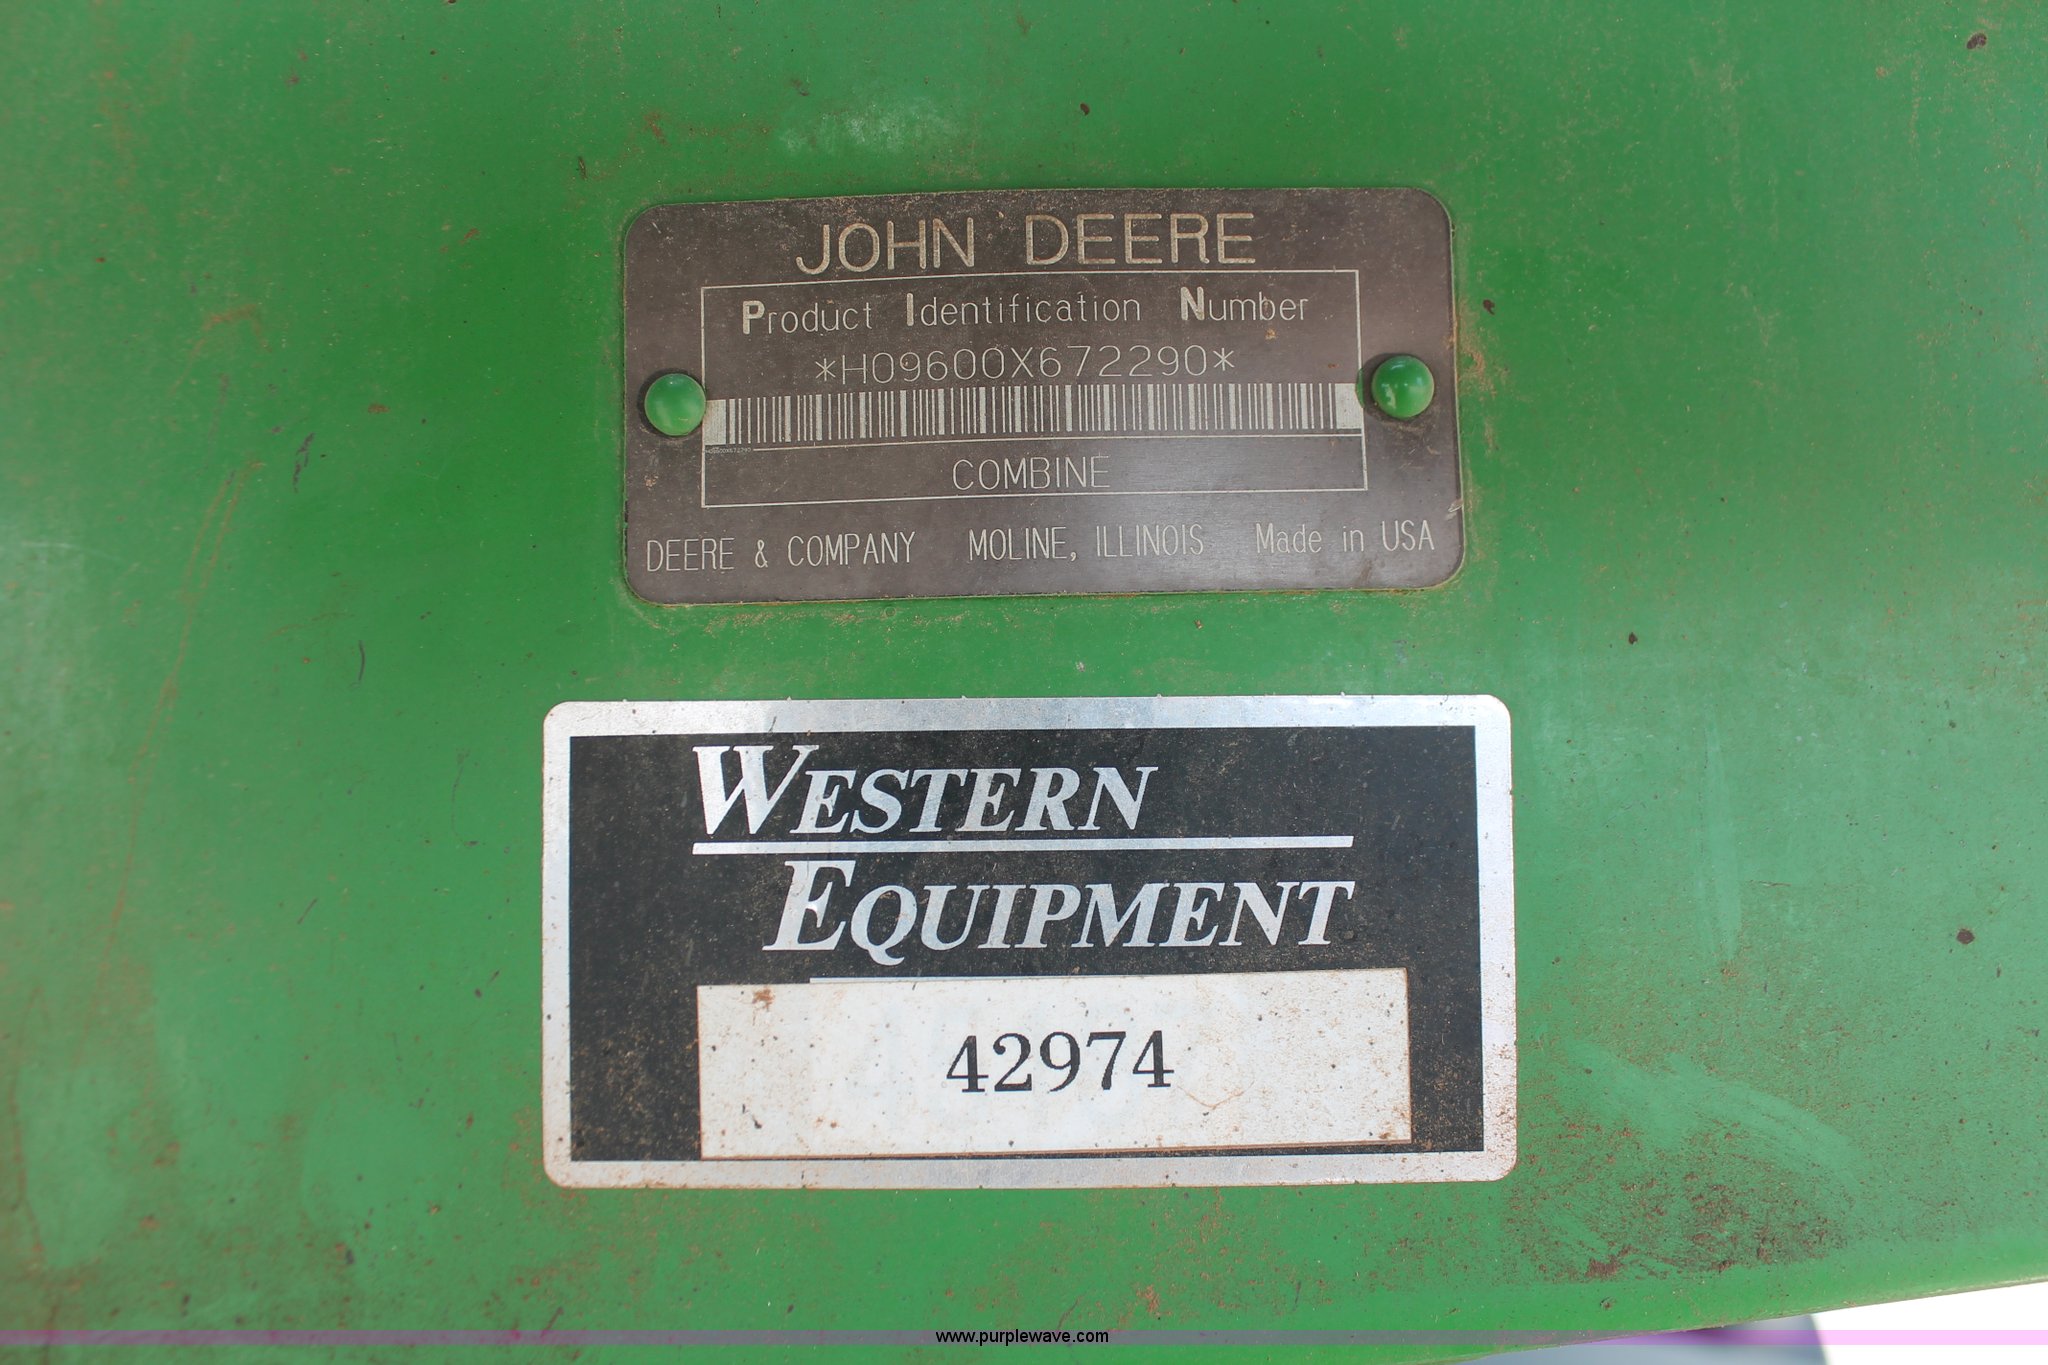 JOHN DEERE
Product Identification Number
*H09600X672290*
H09600X672290
COMBINE
DEERE & COMPANY MOLINE, ILLINOIS Made in USA
WESTERN
EQUIPMENT
42974
www.purplewave.com